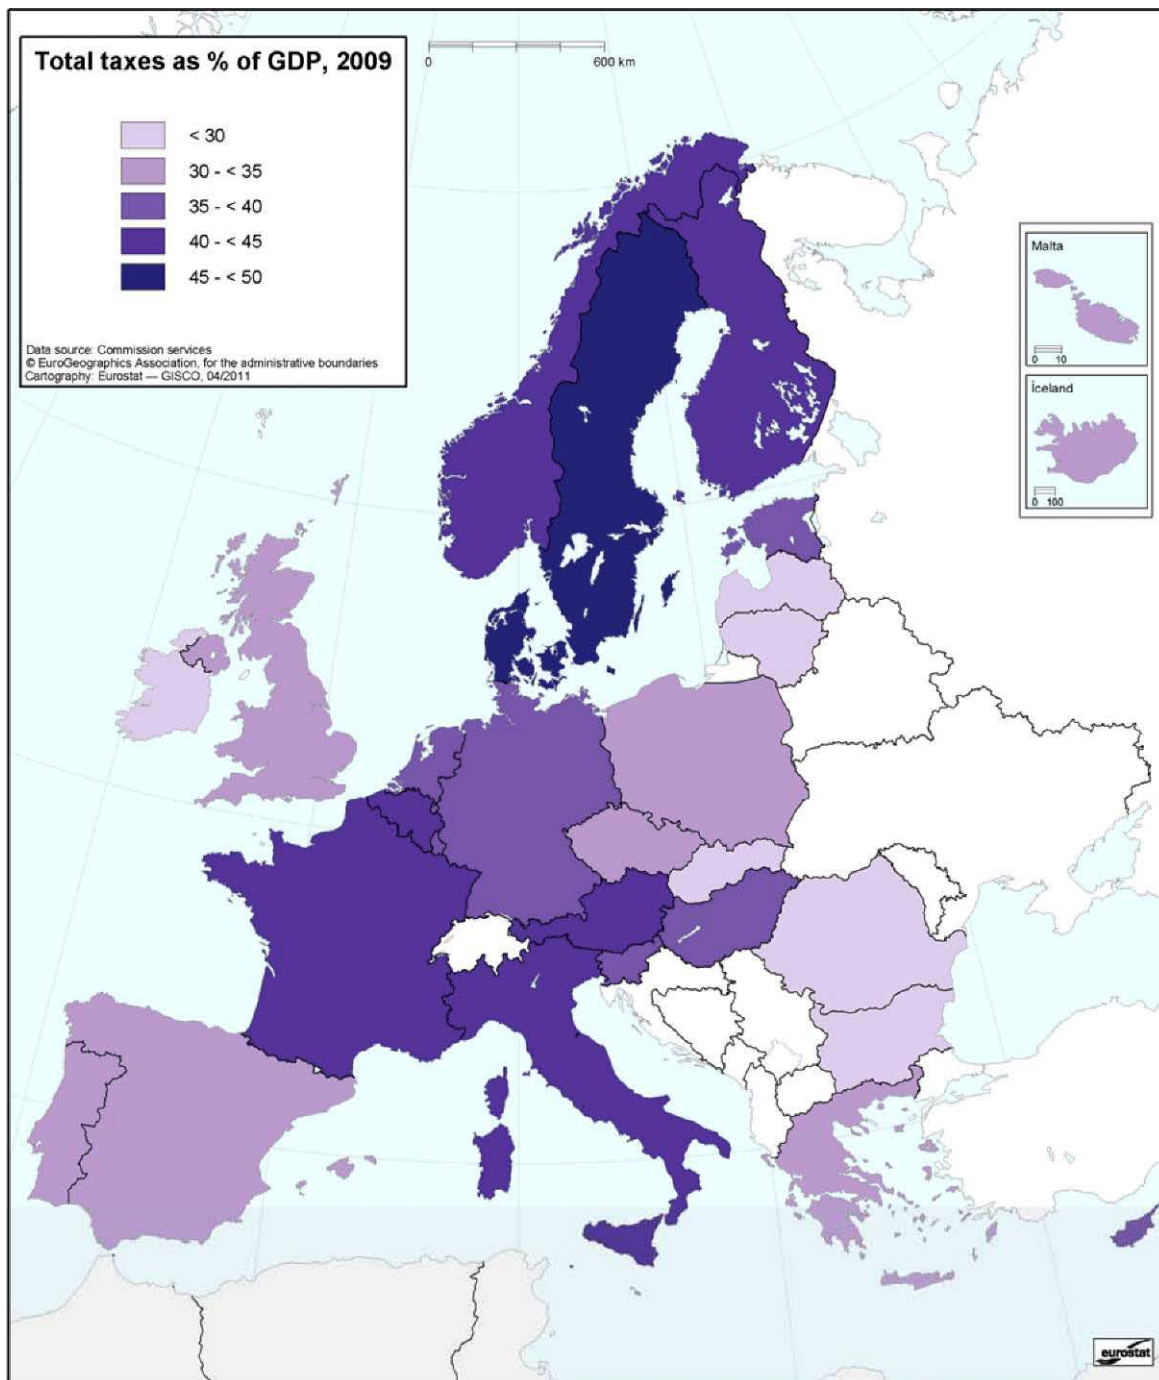 Total taxes as % of GDP, 2009
< 30
30 - < 35
35 - < 40
40 - < 45
45 - < 50
Data source: Commission services
© EuroGeographics Association, for the administrative boundaries
Cartography: Eurostat — GISCO, 04/2011
0 600 km
Malta
0 10
Iceland
0 100
eurostat